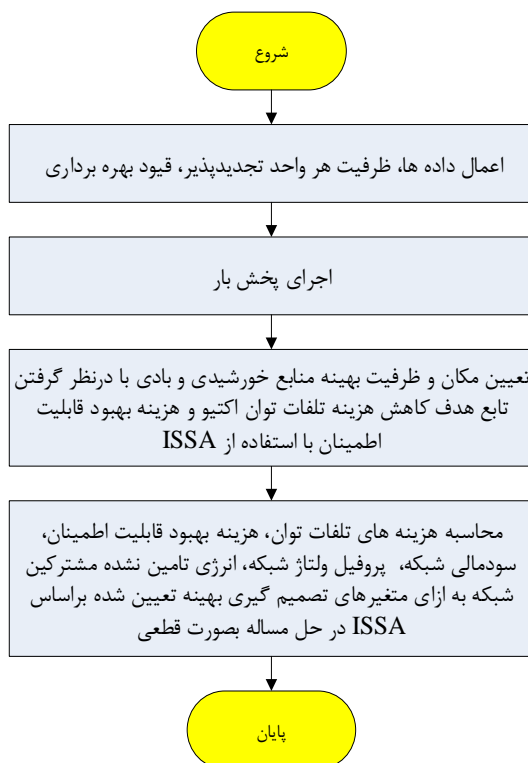 شروع
اعمال داده ها، ظرفیت هر واحد تجدیدپذیر، قیود بهره برداری
اجرای پخش بار
تعیین مکان و ظرفیت بهینه منابع خورشیدی و بادی با درنظر گرفتن
تابع هدف کاهش هزینه تلفات توان اکتیو و هزینه بهبود قابلیت
اطمینان با استفاده از ISSA
محاسبه هزینه های تلفات توان، هزینه بهبود قابلیت اطمینان،
سودمالی شبکه، پروفیل ولتاژ شبکه، انرژی تامین نشده مشترکین
شبکه به ازای متغیرهای تصمیم گیری بهینه تعیین شده براساس
ISSA در حل مساله بصورت قطعی
پایان